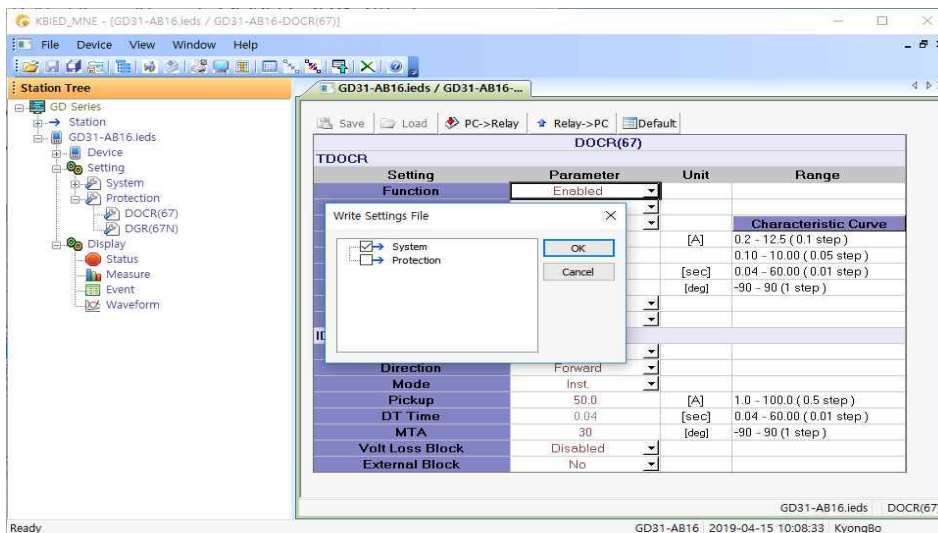 KBIED_MNE - [GD31-AB16.ieds / GD31-AB16-DOCR(67)]
File Device View Window Help
Station Tree
GD Series
Station
GD31-AB16.ieds
Device
Setting
System
Protection
DOCR(67)
DGR(67N)
Display
Status
Measure
Event
Waveform
GD31-AB16.ieds / GD31-AB16-...
Save Load PC->Relay Relay->PC Default
DOCR(67)
TDOCR
Setting Parameter Unit Range
Function Enabled
Characteristic Curve
[A] 0.2 - 12.5 ( 0.1 step )
0.10 - 10.00 ( 0.05 step )
[sec] 0.04 - 60.00 ( 0.01 step )
[deg] -90 - 90 (1 step )
Write Settings File
System
Protection
OK
Cancel
Direction Forward
Mode Inst.
Pickup 50.0 [A] 1.0 - 100.0 ( 0.5 step )
DT Time 0.04 [sec] 0.04 - 60.00 ( 0.01 step )
MTA 30 [deg] -90 - 90 (1 step )
Volt Loss Block Disabled
External Block No
GD31-AB16.ieds DOCR(67
Ready GD31-AB16 2019-04-15 10:08:33 KyongBo